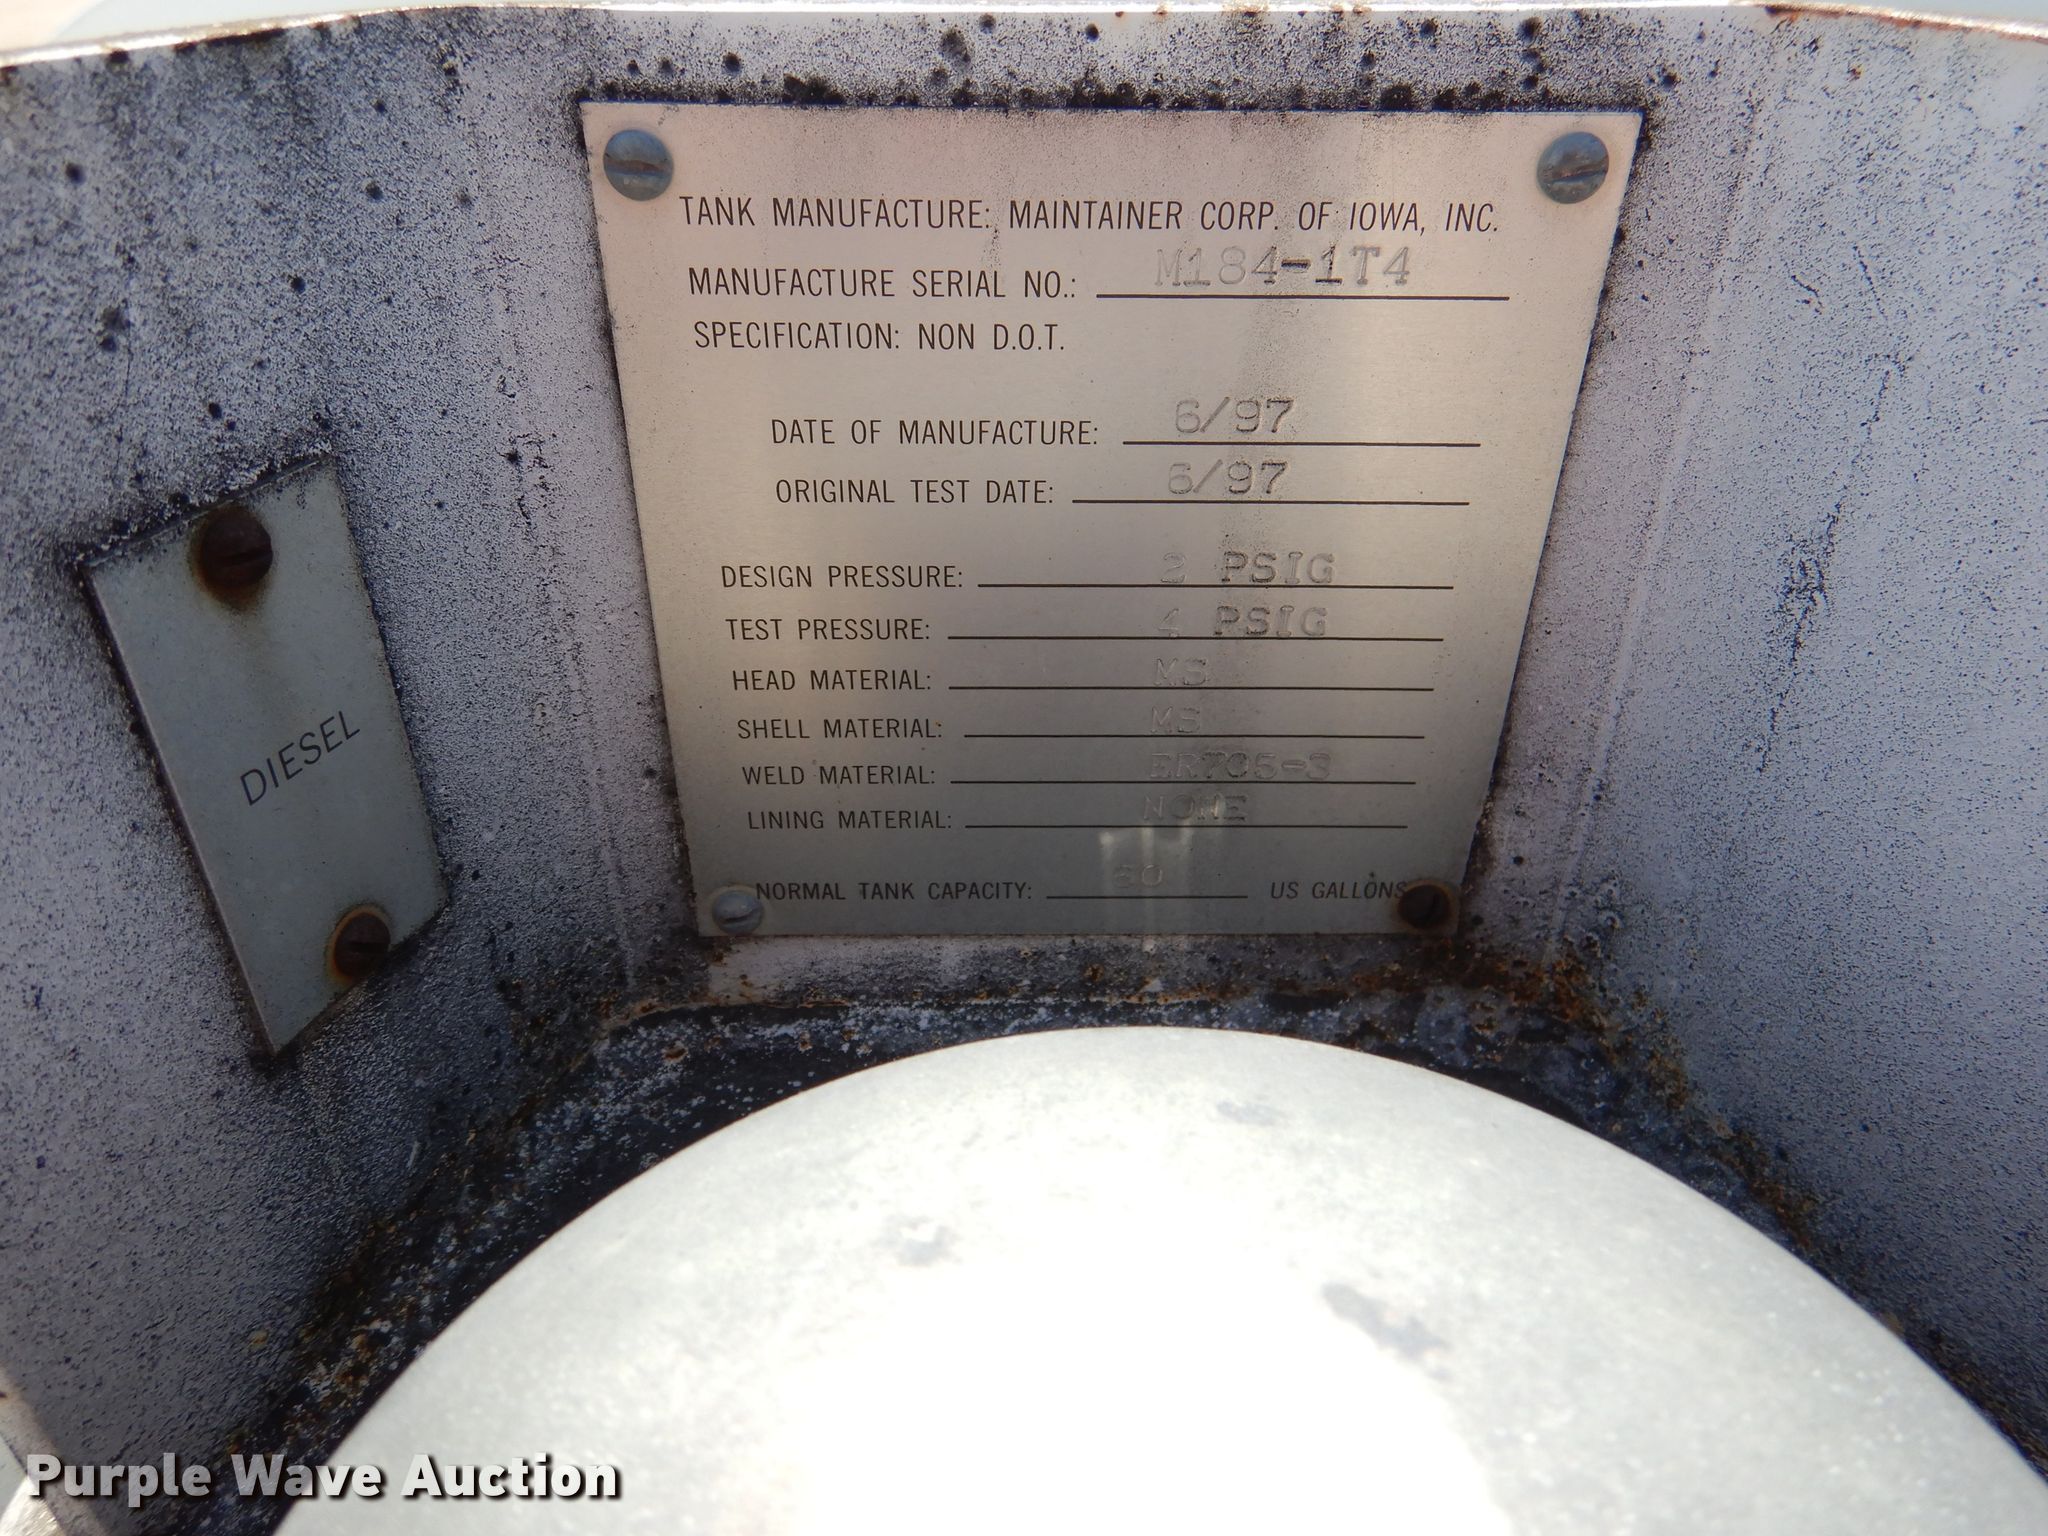 TANK MANUFACTURE: MAINTAINER CORP. OF IOWA, INC.
MANUFACTURE SERIAL NO.: M184-1T4
SPECIFICATION: NON D.O.T.
DATE OF MANUFACTURE: 6/97
ORIGINAL TEST DATE: 6/97
DESIGN PRESSURE: PSIG
TEST PRESSURE: 4 PSIG
HEAD MATERIAL: MS
SHELL MATERIAL: MS
WELD MATERIAL: ER70S-3
LINING MATERIAL: NONE
NORMAL TANK CAPACITY: US GALLONS
DIESEL
Purple Wave Auction